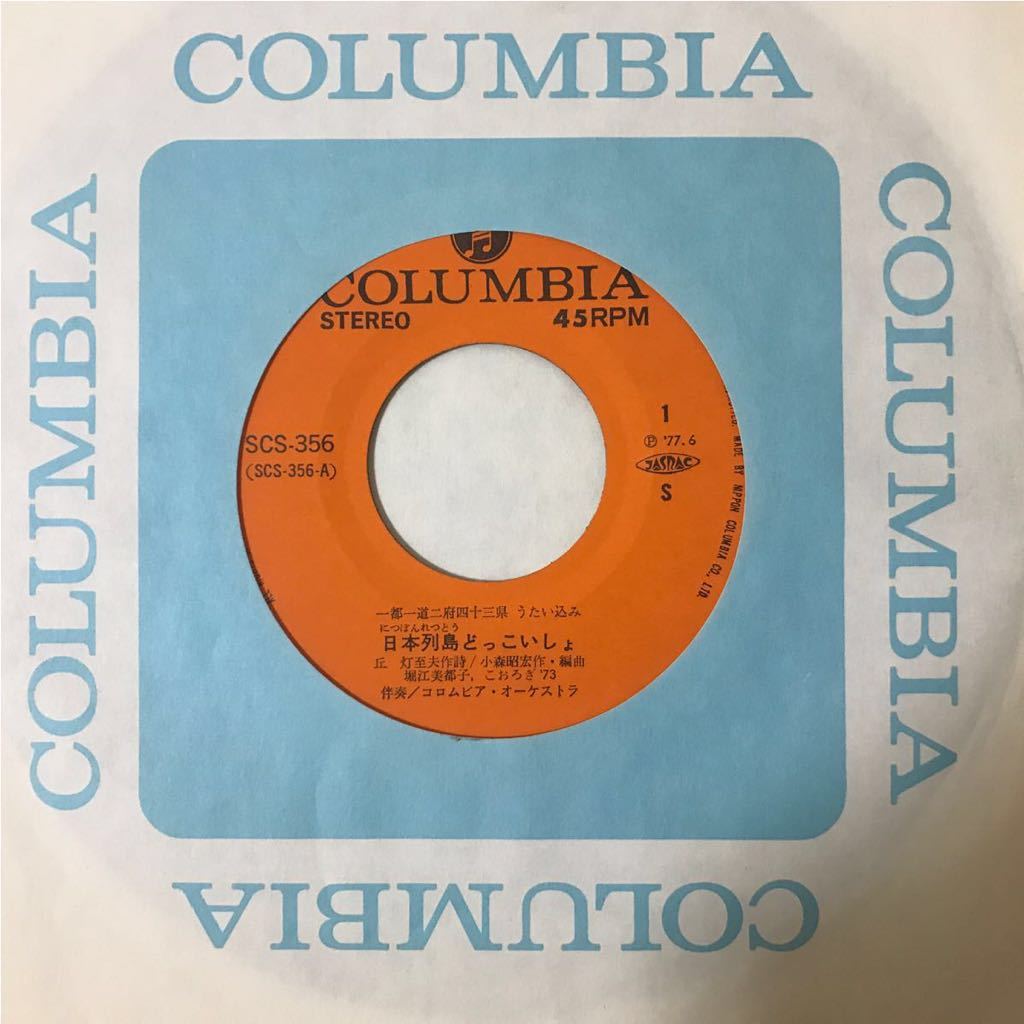 COLUMBIA
COLUMBIA
COLUMBIA
COLUMBIA
COLUMBIA
STEREO 45RPM
SCS-356
(SCS-356-A)
1
Ⓟ '77.6
JASRAC
S
MADE BY NIPPON COLUMBIA CO., LTD.
一都一道二府四十三県 うたい込み
につぽんれつとう
日本列島どっこいしょ
丘 灯至夫作詩/小森昭宏作・編曲
堀江美都子, こおろぎ'73
伴奏/コロムビア・オーケストラ